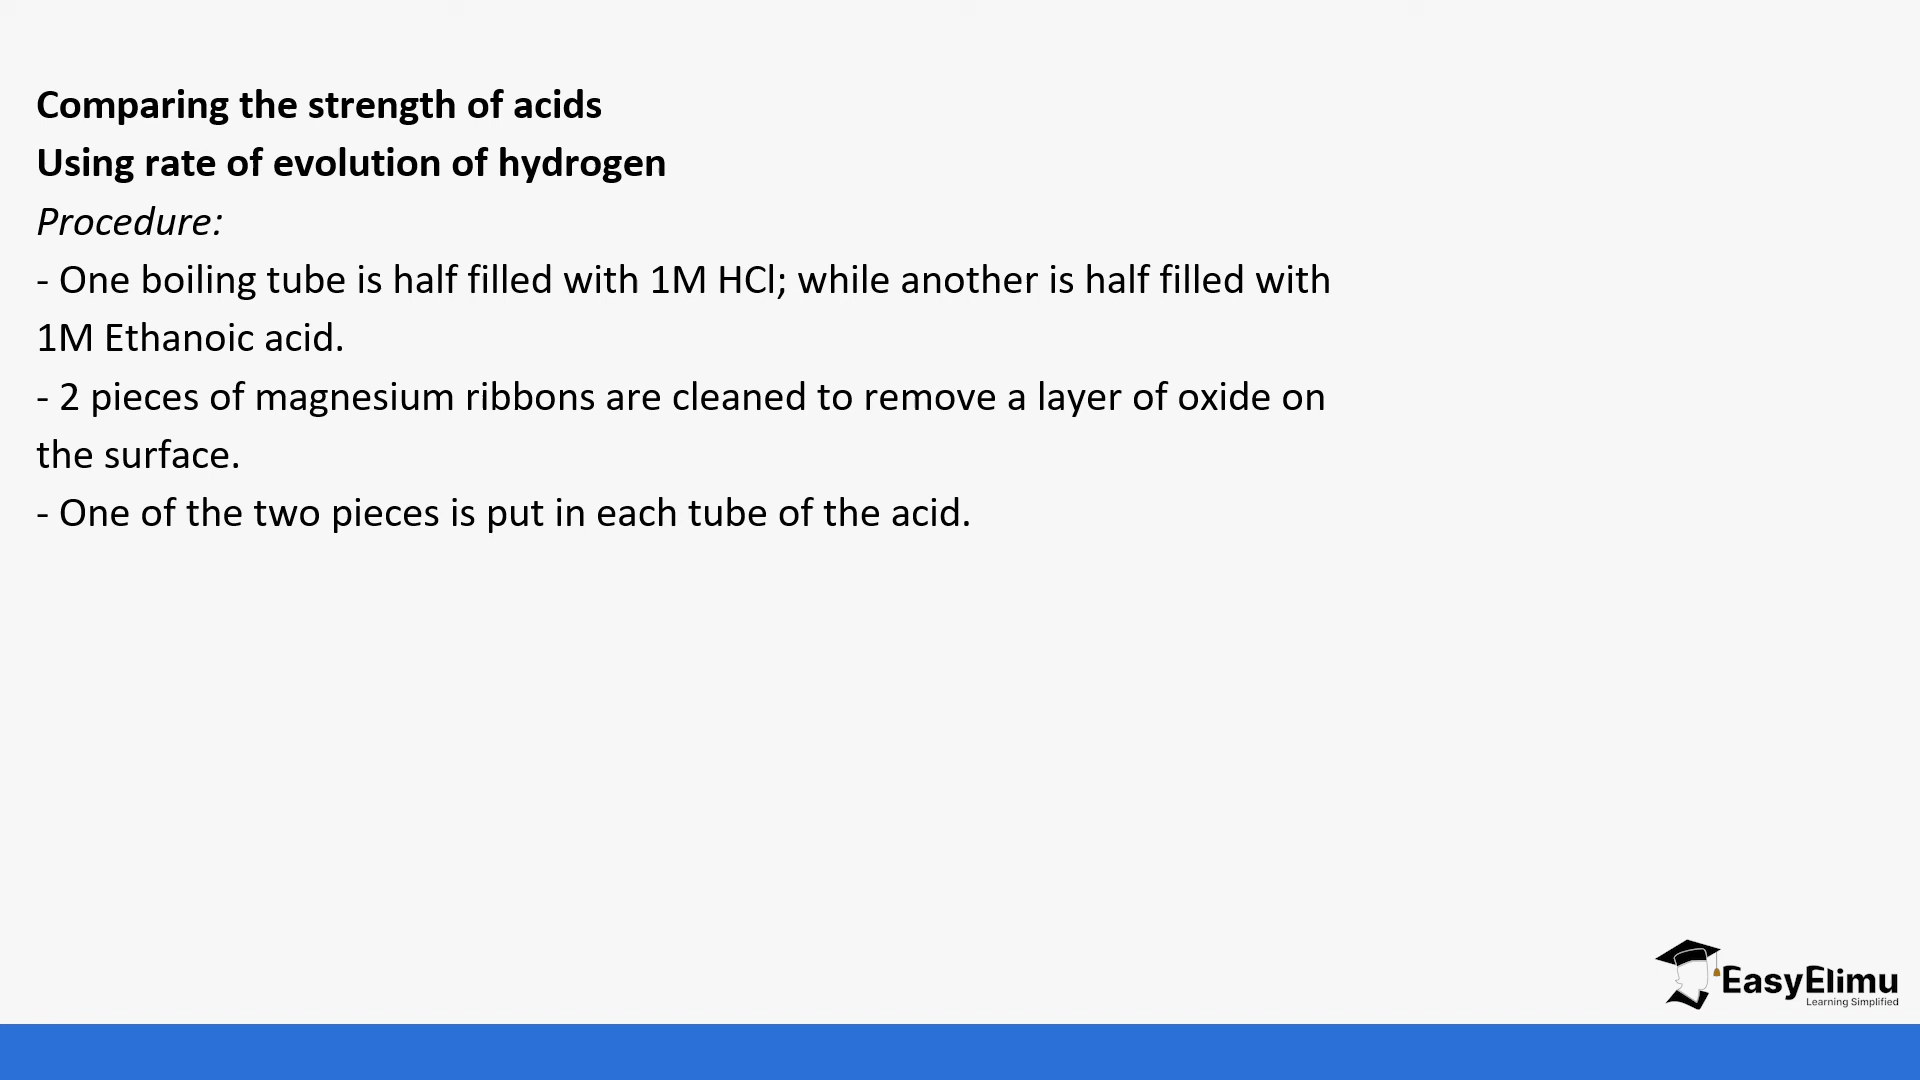 Comparing the strength of acids
Using rate of evolution of hydrogen
Procedure:
- One boiling tube is half filled with 1M HCl; while another is half filled with
1M Ethanoic acid.
- 2 pieces of magnesium ribbons are cleaned to remove a layer of oxide on
the surface.
- One of the two pieces is put in each tube of the acid.
EasyElimu
Learning Simplified